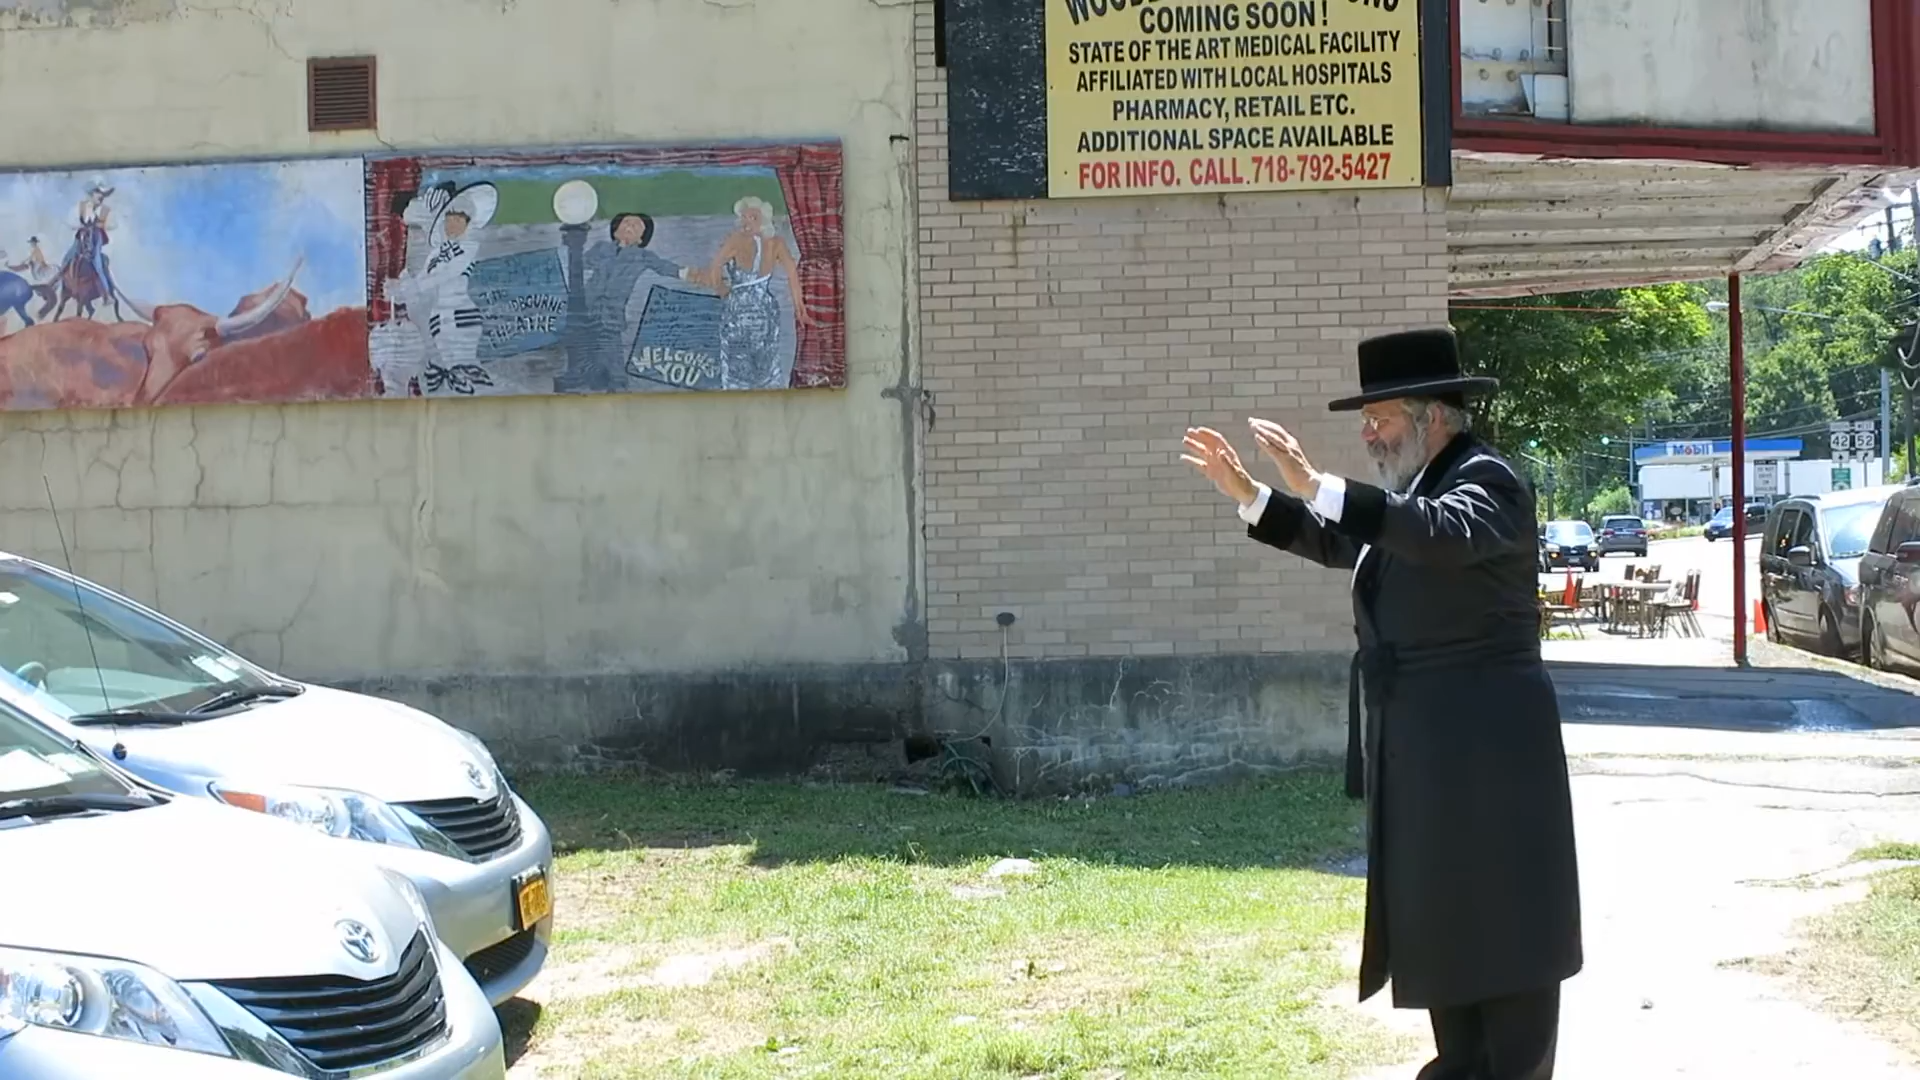 COMING SOON!
STATE OF THE ART MEDICAL FACILITY
AFFILIATED WITH LOCAL HOSPITALS
PHARMACY, RETAIL ETC.
ADDITIONAL SPACE AVAILABLE
FOR INFO. CALL 718-792-5427
THEATRE
WELCOMES
YOU
Mobil
42 52